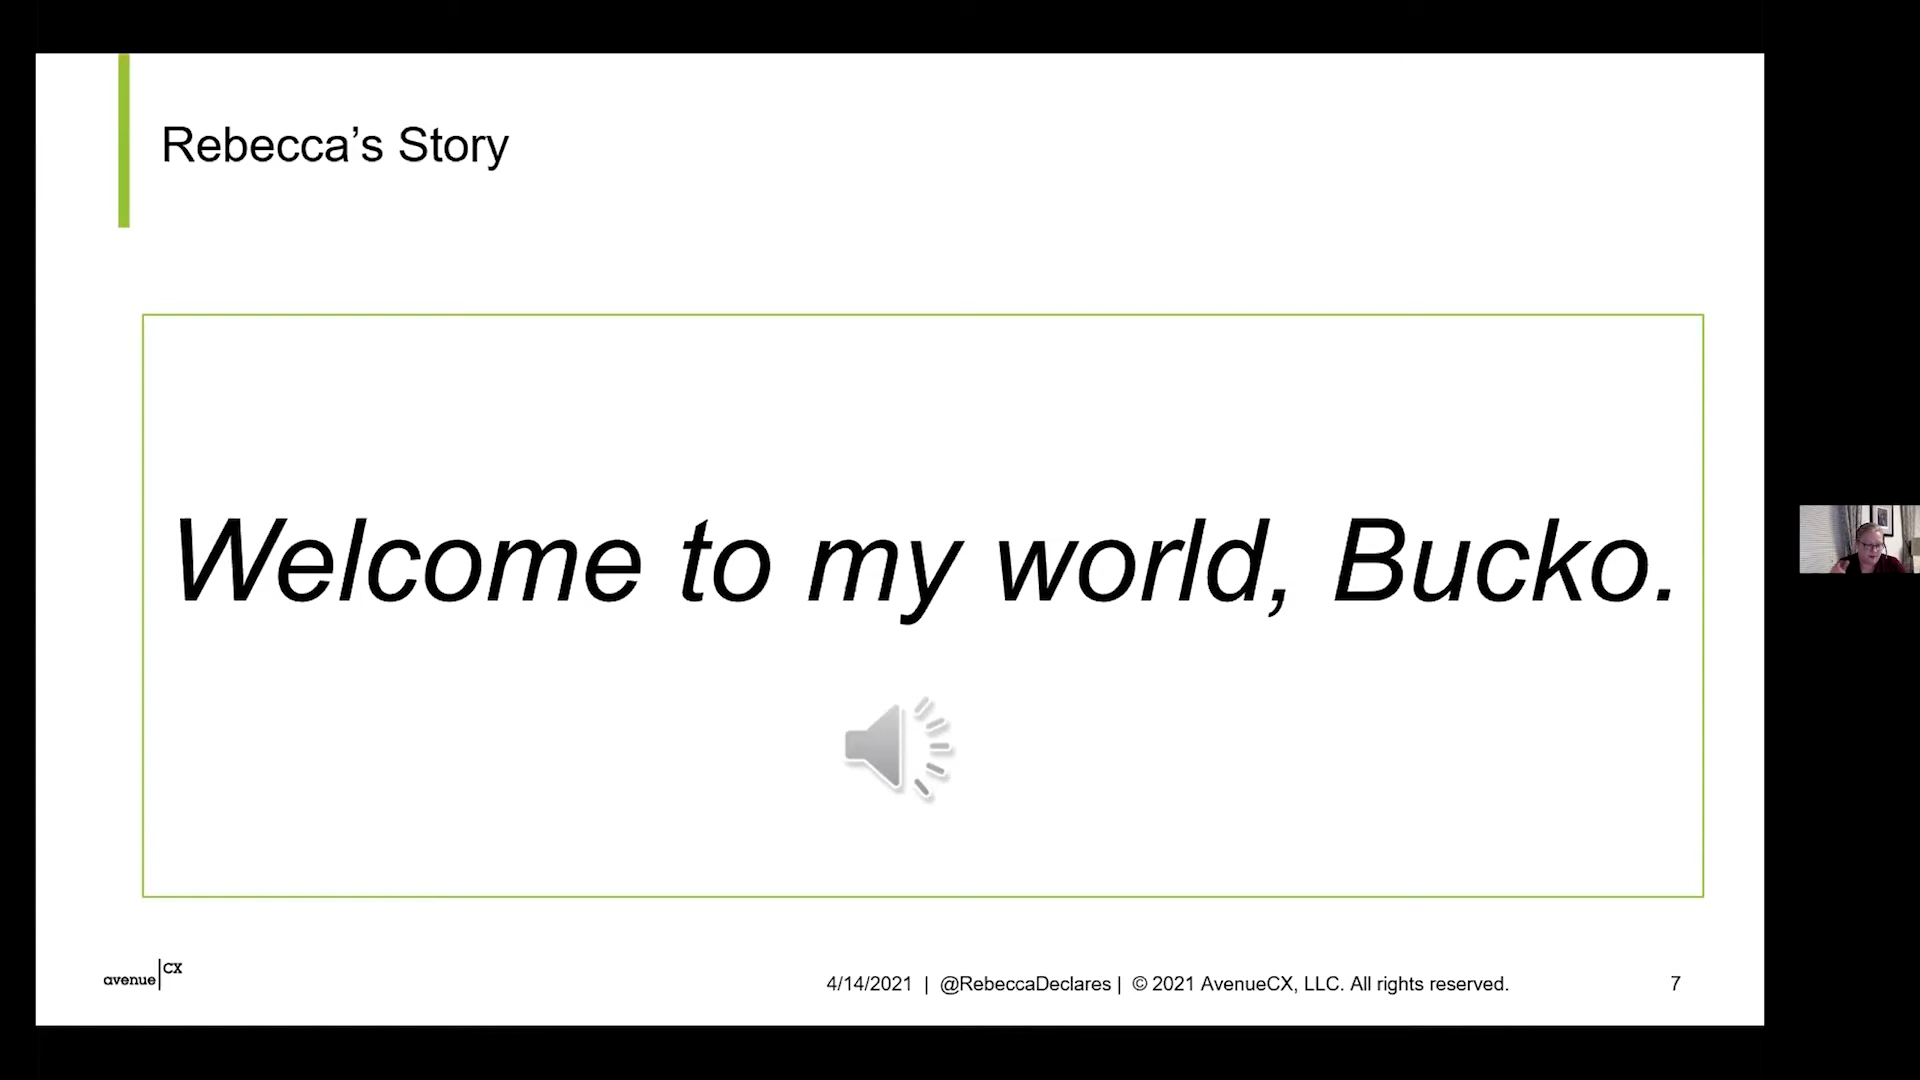 Rebecca’s Story
Welcome to my world, Bucko.
avenue CX
4/14/2021 | @RebeccaDeclares | © 2021 AvenueCX, LLC. All rights reserved.
7